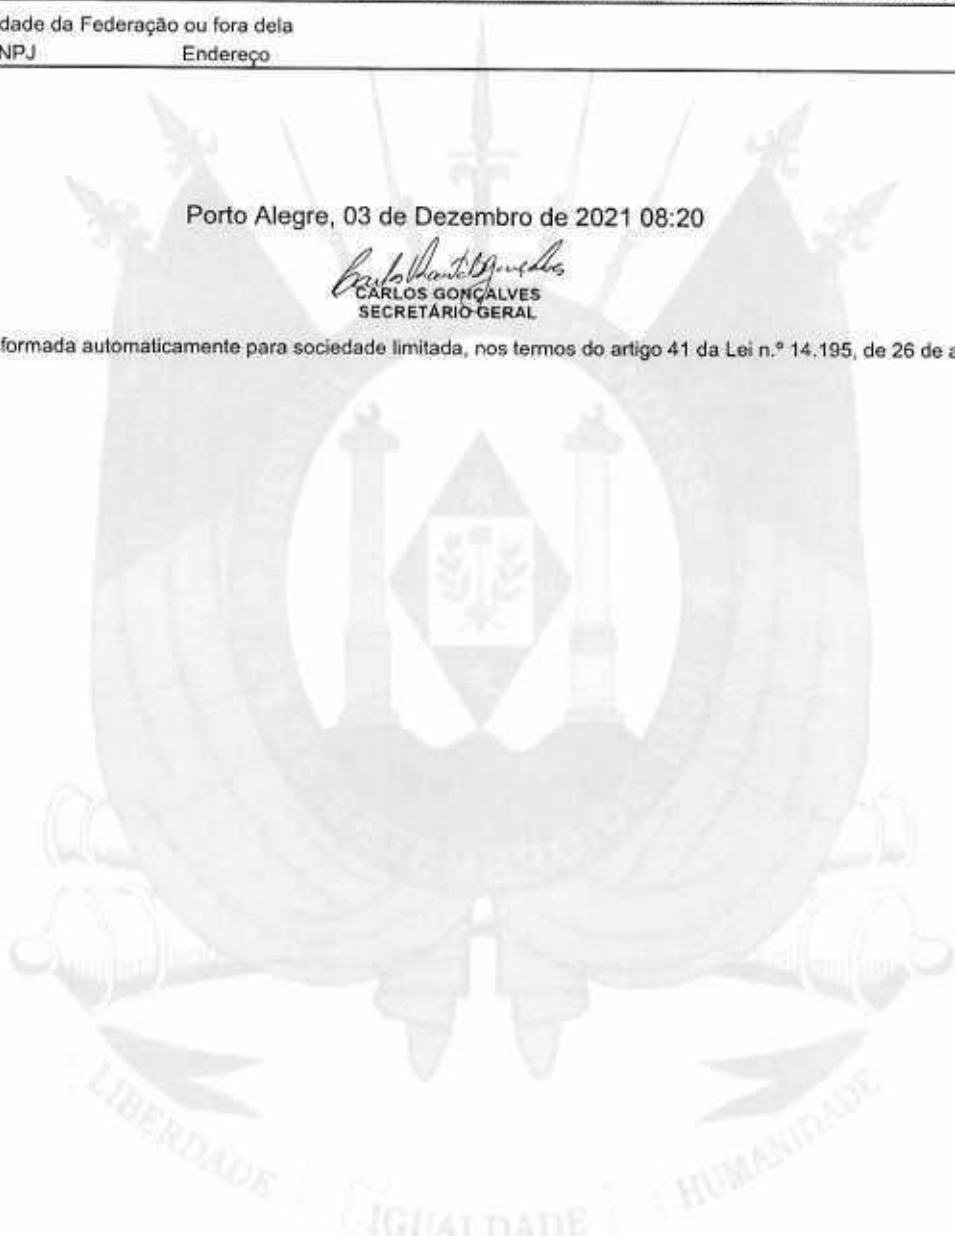 dade da Federação ou fora dela
NPJ Endereço
Porto Alegre, 03 de Dezembro de 2021 08:20
CARLOS GONÇALVES
SECRETÁRIO GERAL
formada automaticamente para sociedade limitada, nos termos do artigo 41 da Lei n.º 14.195, de 26 de a
LIBERDADE
IGUALDADE
HUMANIDADE